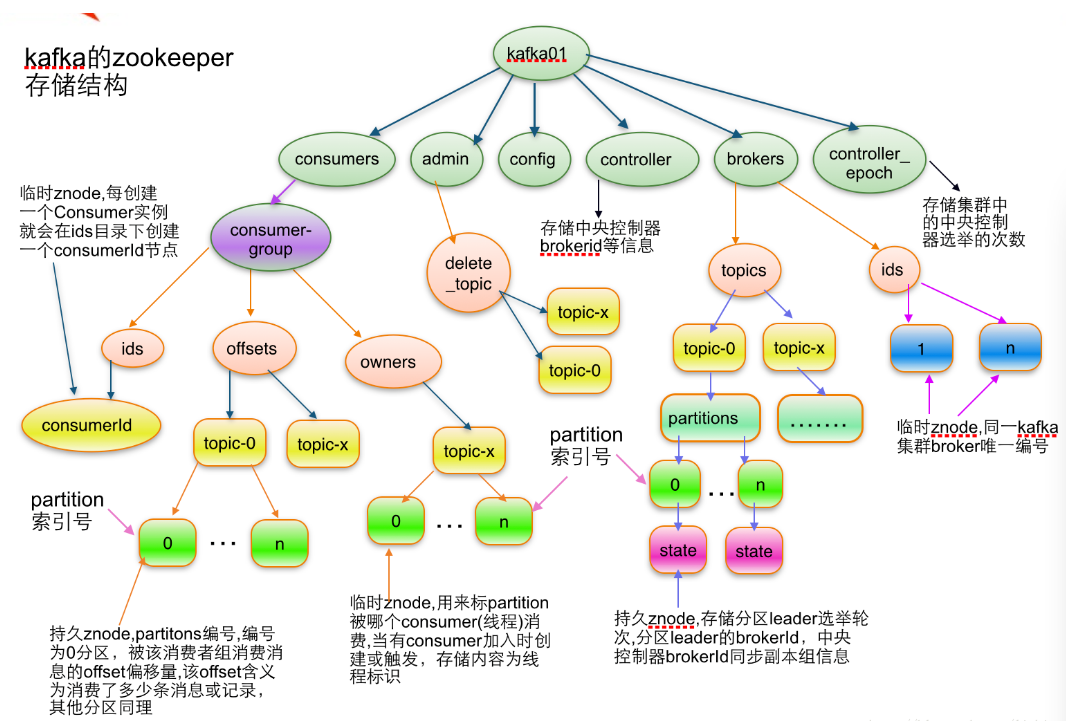 kafka的zookeeper
存储结构
kafka01
consumers
admin
config
controller
brokers
controller_
epoch
临时znode,每创建
一个Consumer实例
就会在ids目录下创建
一个consumerId节点
consumer-
group
存储中央控制器
brokerid等信息
存储集群中
的中央控制
器选举的次数
delete
_topic
topics
ids
topic-x
topic-0
ids
offsets
owners
topic-0
topic-x
1
n
consumerId
topic-0
topic-x
topic-x
partitions
.......
临时znode,同一kafka
集群broker唯一编号
partition
索引号
partition
索引号
0
...
n
0
...
n
0
...
n
state
state
持久znode,partitons编号,编号
为0分区，被该消费者组消费消
息的offset偏移量,该offset含义
为消费了多少条消息或记录，
其他分区同理
临时znode,用来标partition
被哪个consumer(线程)消
费,当有consumer加入时创
建或触发，存储内容为线
程标识
持久znode,存储分区leader选举轮
次,分区leader的brokerId，中央
控制器brokerId同步副本组信息